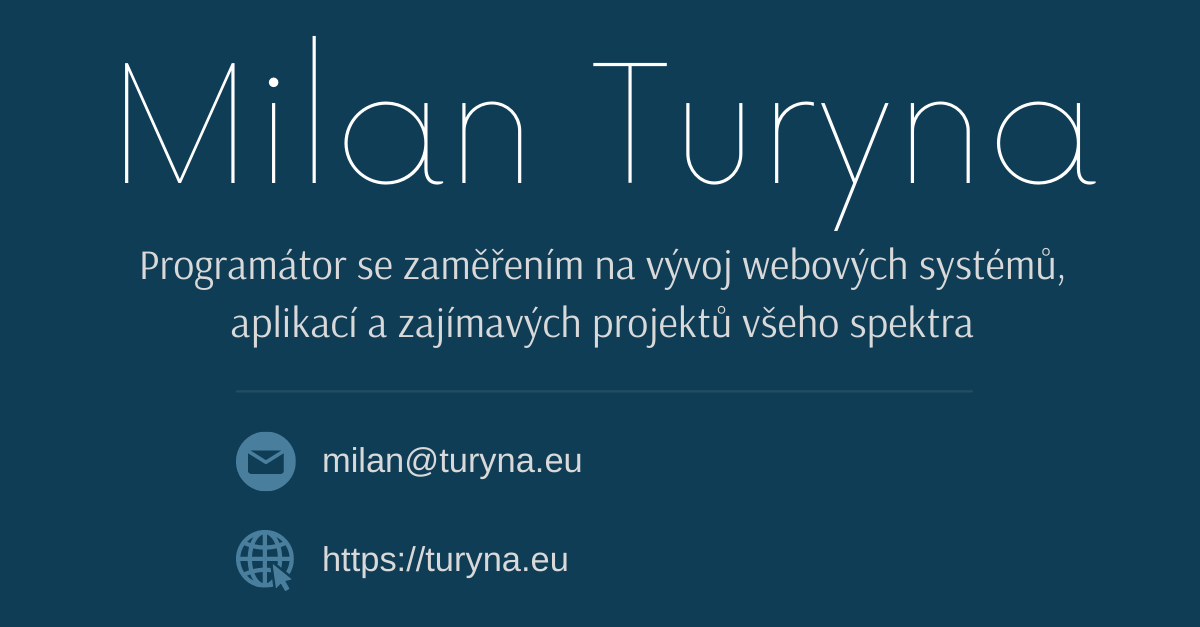 Milan Turyna
Programátor se zaměřením na vývoj webových systémů,
aplikací a zajímavých projektů všeho spektra
milan@turyna.eu
https://turyna.eu